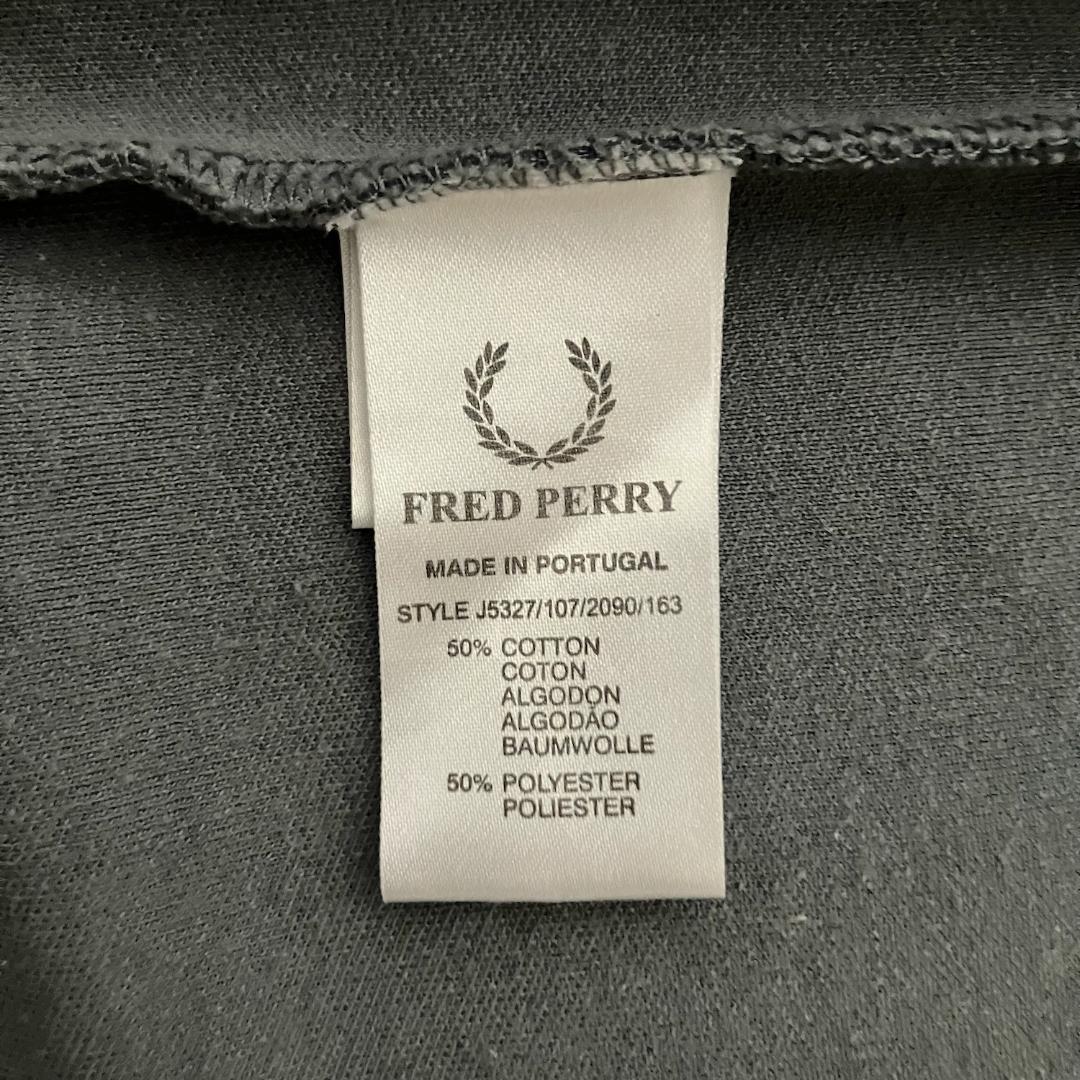 FRED PERRY
MADE IN PORTUGAL
STYLE J5327/107/2090/163
50% COTTON
COTON
ALGODON
ALGODÃO
BAUMWOLLE
50% POLYESTER
POLIESTER